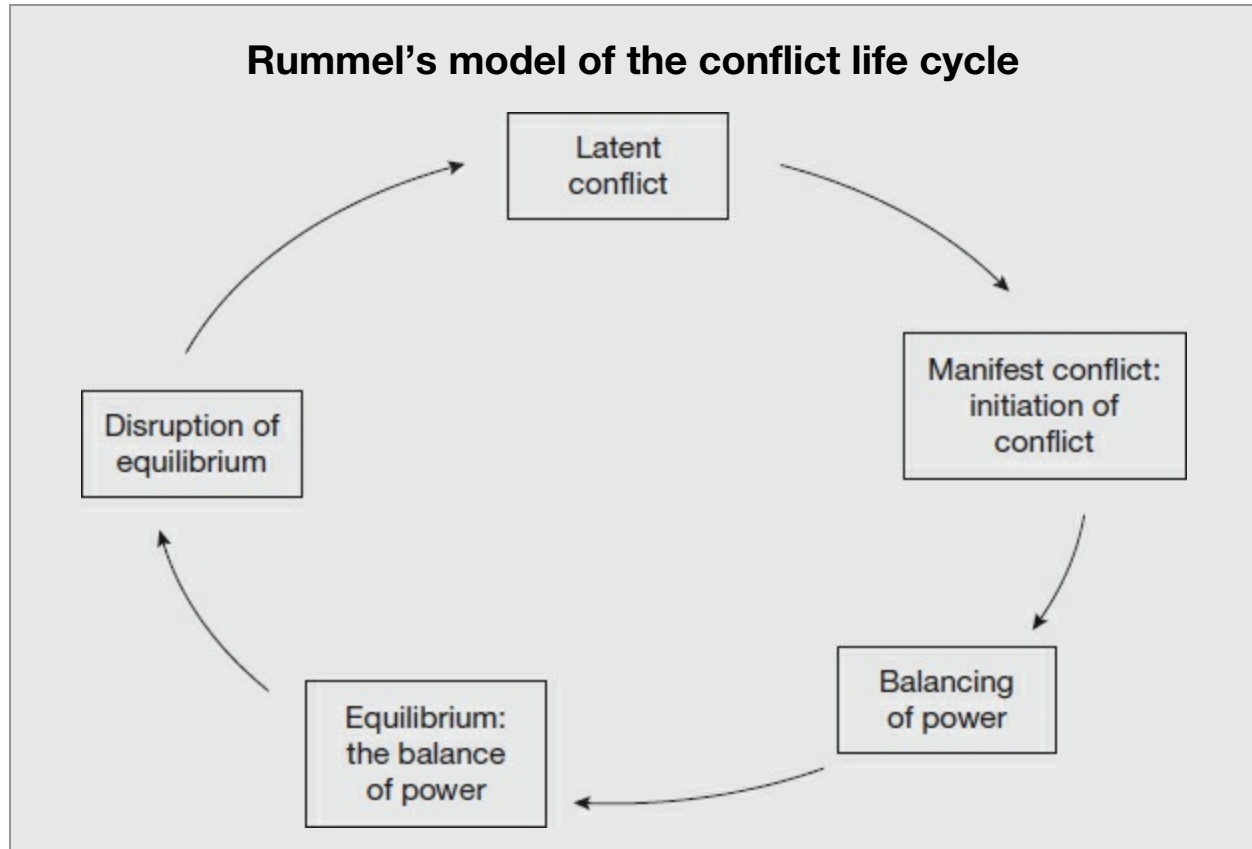 Rummel’s model of the conflict life cycle
Latent
conflict
Manifest conflict:
initiation of
conflict
Balancing
of power
Equilibrium:
the balance
of power
Disruption of
equilibrium